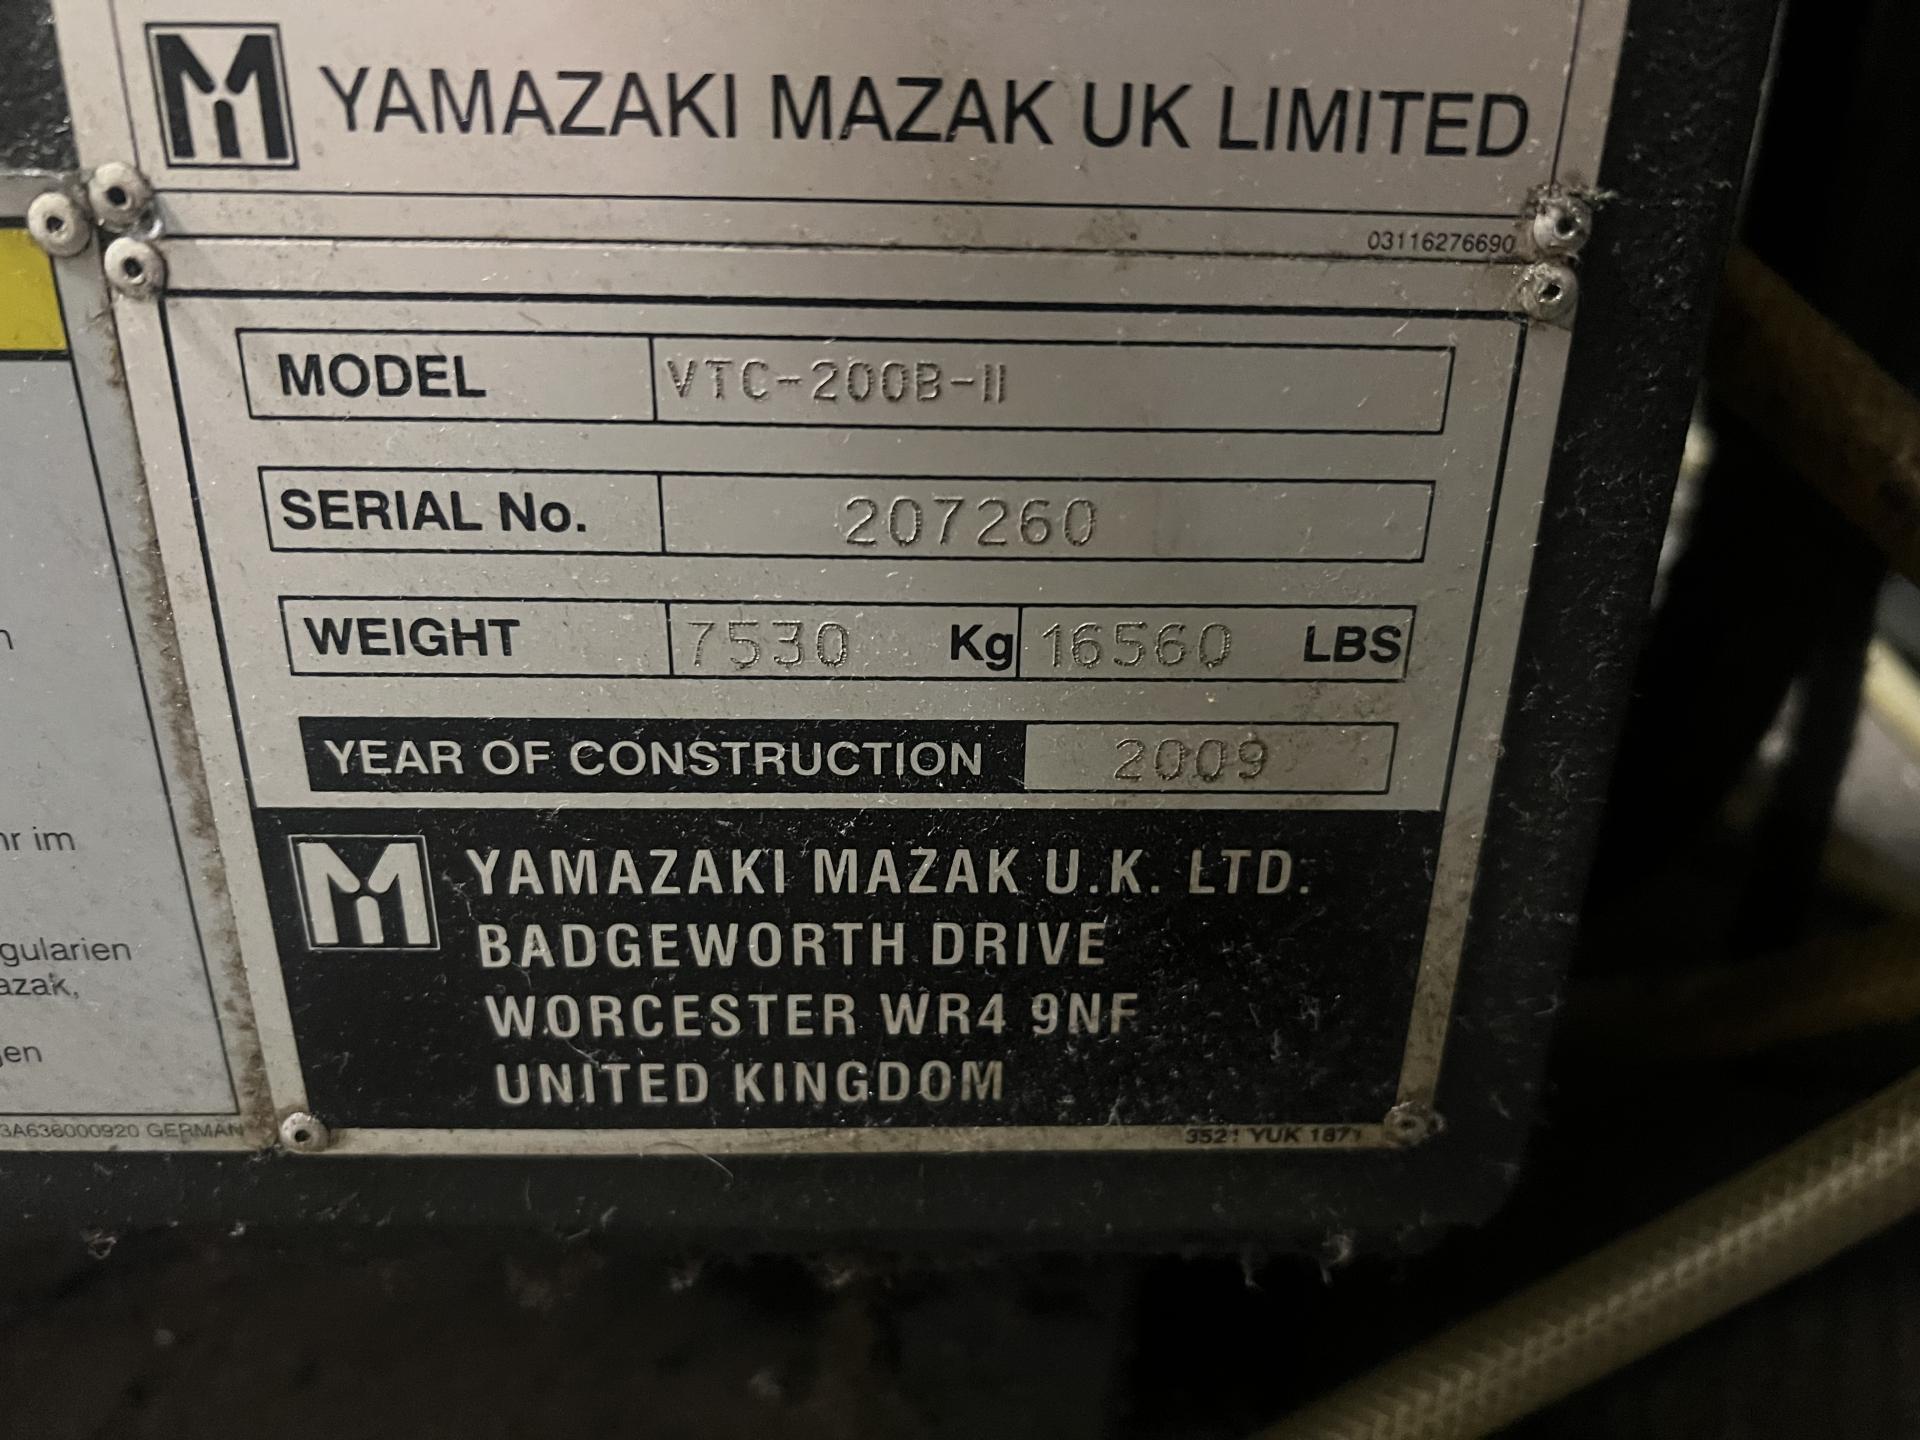 YAMAZAKI MAZAK UK LIMITED
03116276690
MODEL VTC-200B-II
SERIAL No. 207260
WEIGHT 7530 Kg 16560 LBS
YEAR OF CONSTRUCTION 2009
YAMAZAKI MAZAK U.K. LTD.
BADGEWORTH DRIVE
WORCESTER WR4 9NF
UNITED KINGDOM
3521 YUK 1871
n
hr im
gularien
azak,
gen
3A636000920 GERMAN